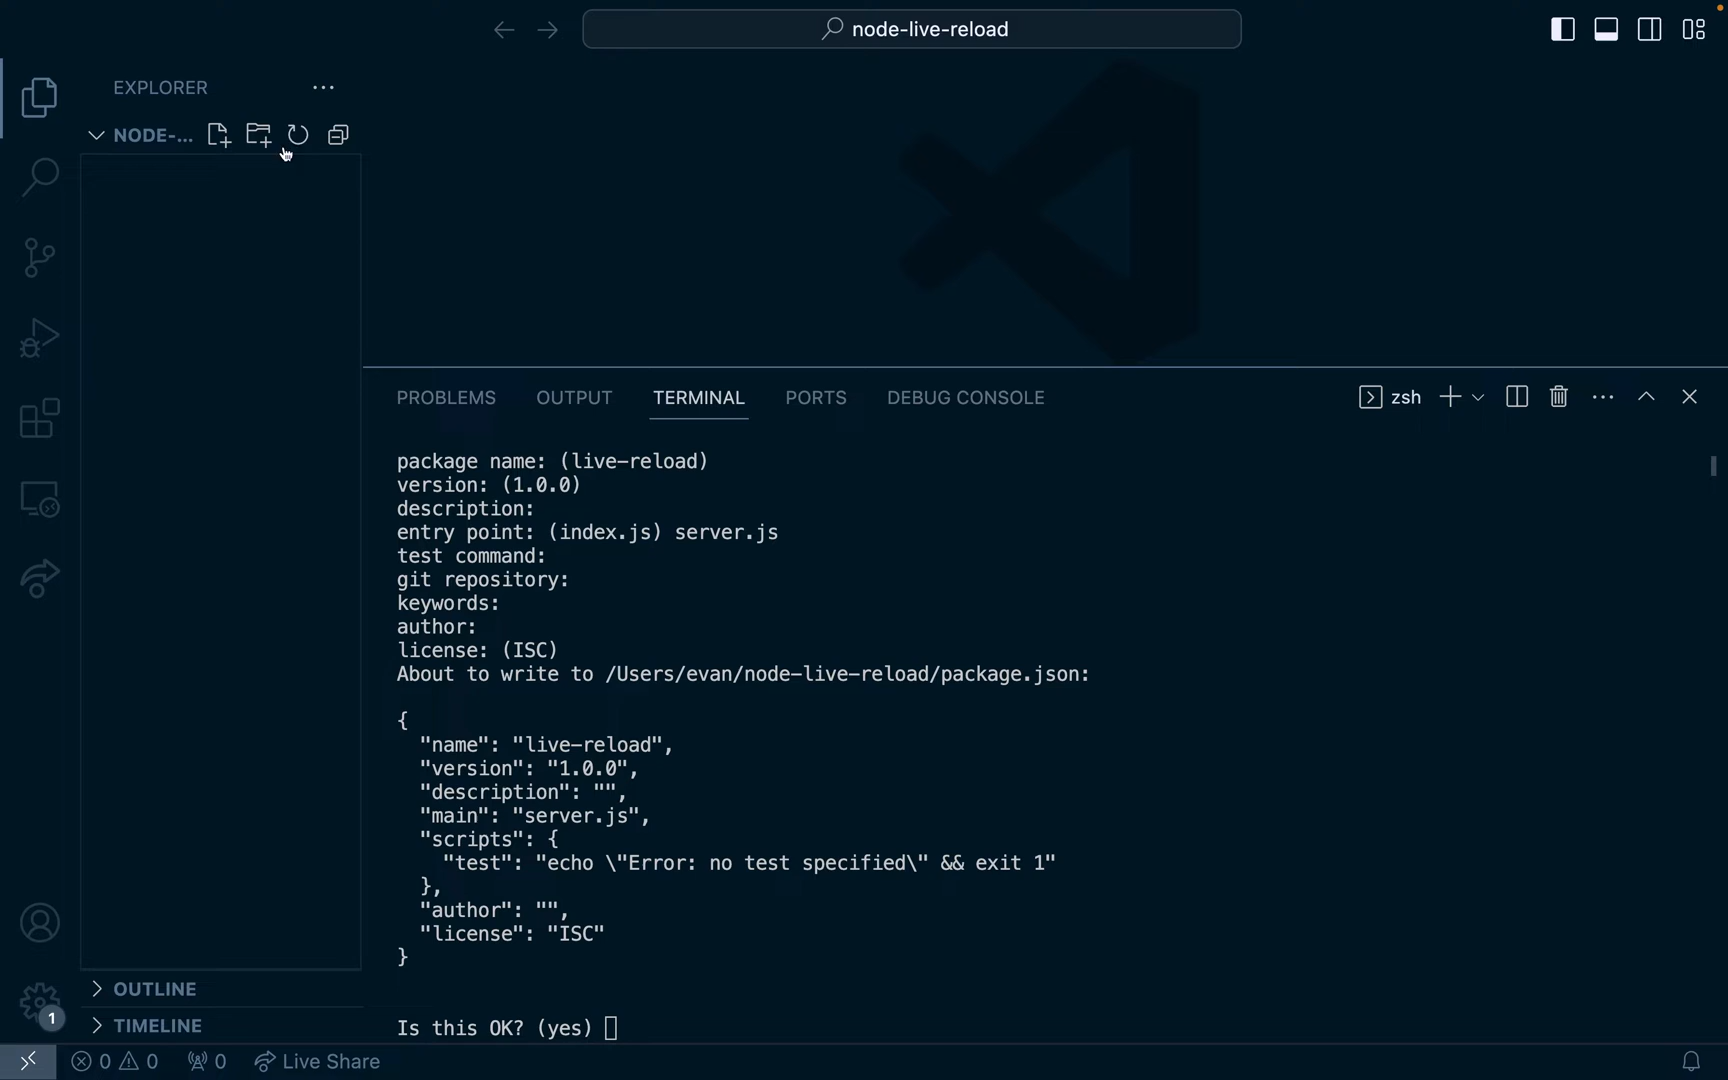 node-live-reload
EXPLORER
NODE-...
PROBLEMS
OUTPUT
TERMINAL
PORTS
DEBUG CONSOLE
zsh
package name: (live-reload)
version: (1.0.0)
description:
entry point: (index.js) server.js
test command:
git repository:
keywords:
author:
license: (ISC)
About to write to /Users/evan/node-live-reload/package.json:
{
"name": "live-reload",
"version": "1.0.0",
"description": "",
"main": "server.js",
"scripts": {
"test": "echo \"Error: no test specified\" && exit 1"
},
"author": "",
"license": "ISC"
}
Is this OK? (yes)
OUTLINE
TIMELINE
1
0 0
0
Live Share